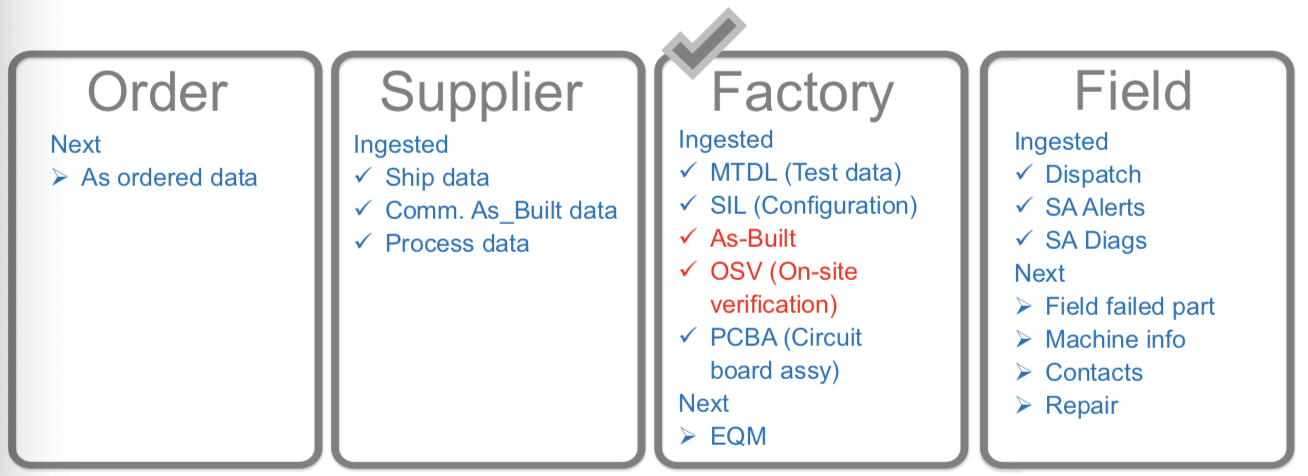 Order
Next
As ordered data
Supplier
Ingested
Ship data
Comm. As_Built data
Process data
Factory
Ingested
MTDL (Test data)
SIL (Configuration)
As-Built
OSV (On-site
verification)
PCBA (Circuit
board assy)
Next
EQM
Field
Ingested
Dispatch
SA Alerts
SA Diags
Next
Field failed part
Machine info
Contacts
Repair